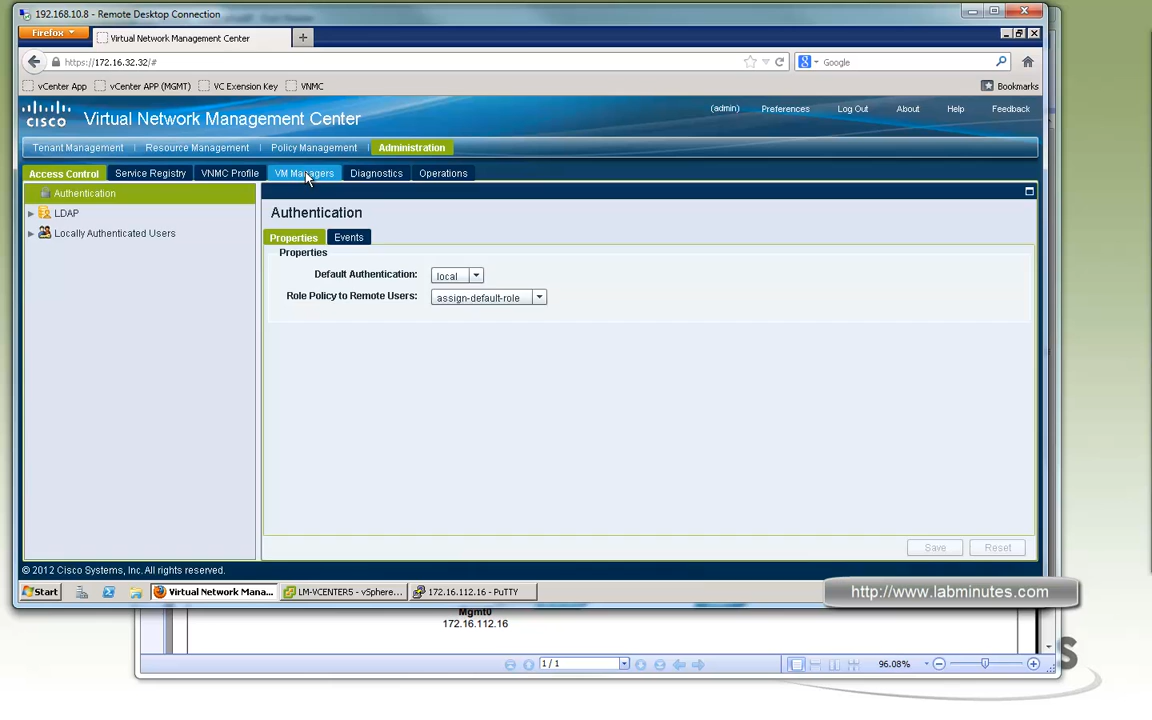 192.168.10.8 - Remote Desktop Connection
Firefox
Virtual Network Management Center
https://172.16.32.32/#
Google
vCenter App
vCenter APP (MGMT)
VC Exension Key
VNMC
Bookmarks
CISCO
Virtual Network Management Center
(admin)
Preferences
Log Out
About
Help
Feedback
Tenant Management
Resource Management
Policy Management
Administration
Access Control
Service Registry
VNMC Profile
VM Managers
Diagnostics
Operations
Authentication
LDAP
Locally Authenticated Users
Authentication
Properties
Events
Properties
Default Authentication:
local
Role Policy to Remote Users:
assign-default-role
Save
Reset
© 2012 Cisco Systems, Inc. All rights reserved.
Start
Virtual Network Mana...
LM-VCENTER5 - vSphere...
172.16.112.16 - PuTTY
http://www.labminutes.com
Mgmt0
172.16.112.16
1 / 1
96.08%